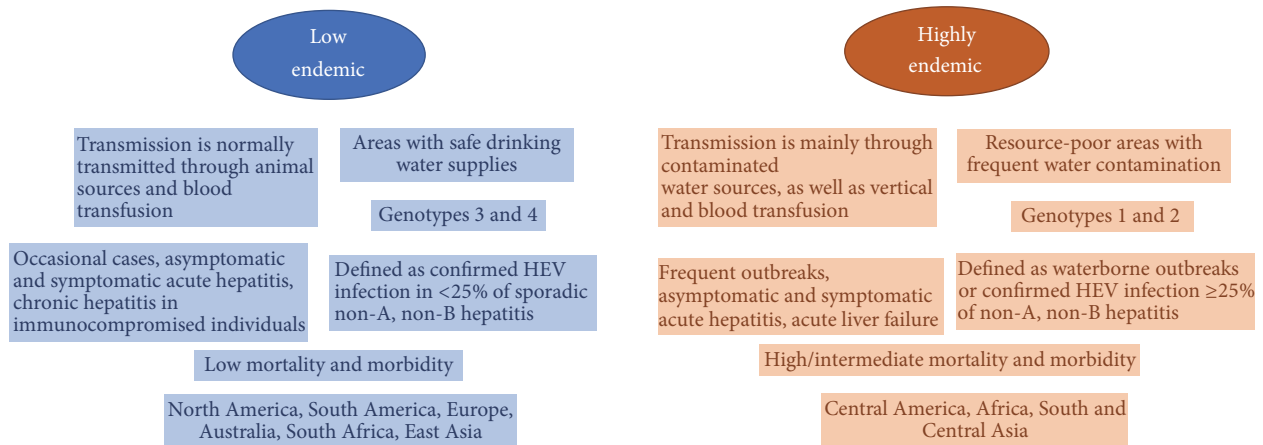 Low
endemic
Transmission is normally
transmitted through animal
sources and blood
transfusion
Areas with safe drinking
water supplies
Genotypes 3 and 4
Occasional cases, asymptomatic
and symptomatic acute hepatitis,
chronic hepatitis in
immunocompromised individuals
Defined as confirmed HEV
infection in <25% of sporadic
non-A, non-B hepatitis
Low mortality and morbidity
North America, South America, Europe,
Australia, South Africa, East Asia
Highly
endemic
Transmission is mainly through
contaminated
water sources, as well as vertical
and blood transfusion
Resource-poor areas with
frequent water contamination
Genotypes 1 and 2
Frequent outbreaks,
asymptomatic and symptomatic
acute hepatitis, acute liver failure
Defined as waterborne outbreaks
or confirmed HEV infection ≥25%
of non-A, non-B hepatitis
High/intermediate mortality and morbidity
Central America, Africa, South and
Central Asia